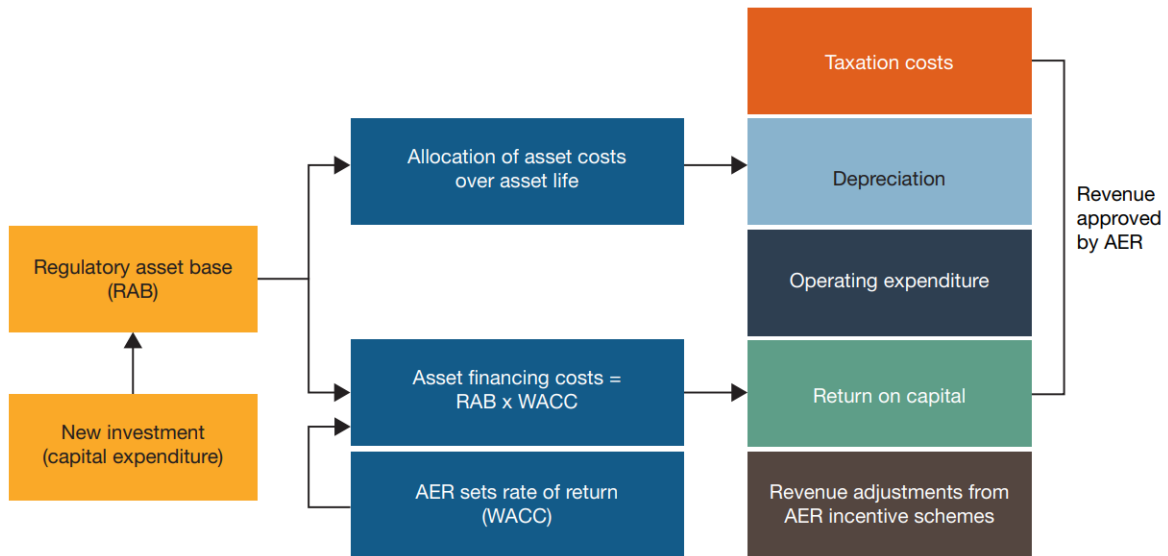 Taxation costs
Allocation of asset costs
over asset life
Depreciation
Revenue
approved
by AER
Regulatory asset base
(RAB)
Operating expenditure
Asset financing costs =
RAB x WACC
Return on capital
New investment
(capital expenditure)
AER sets rate of return
(WACC)
Revenue adjustments from
AER incentive schemes